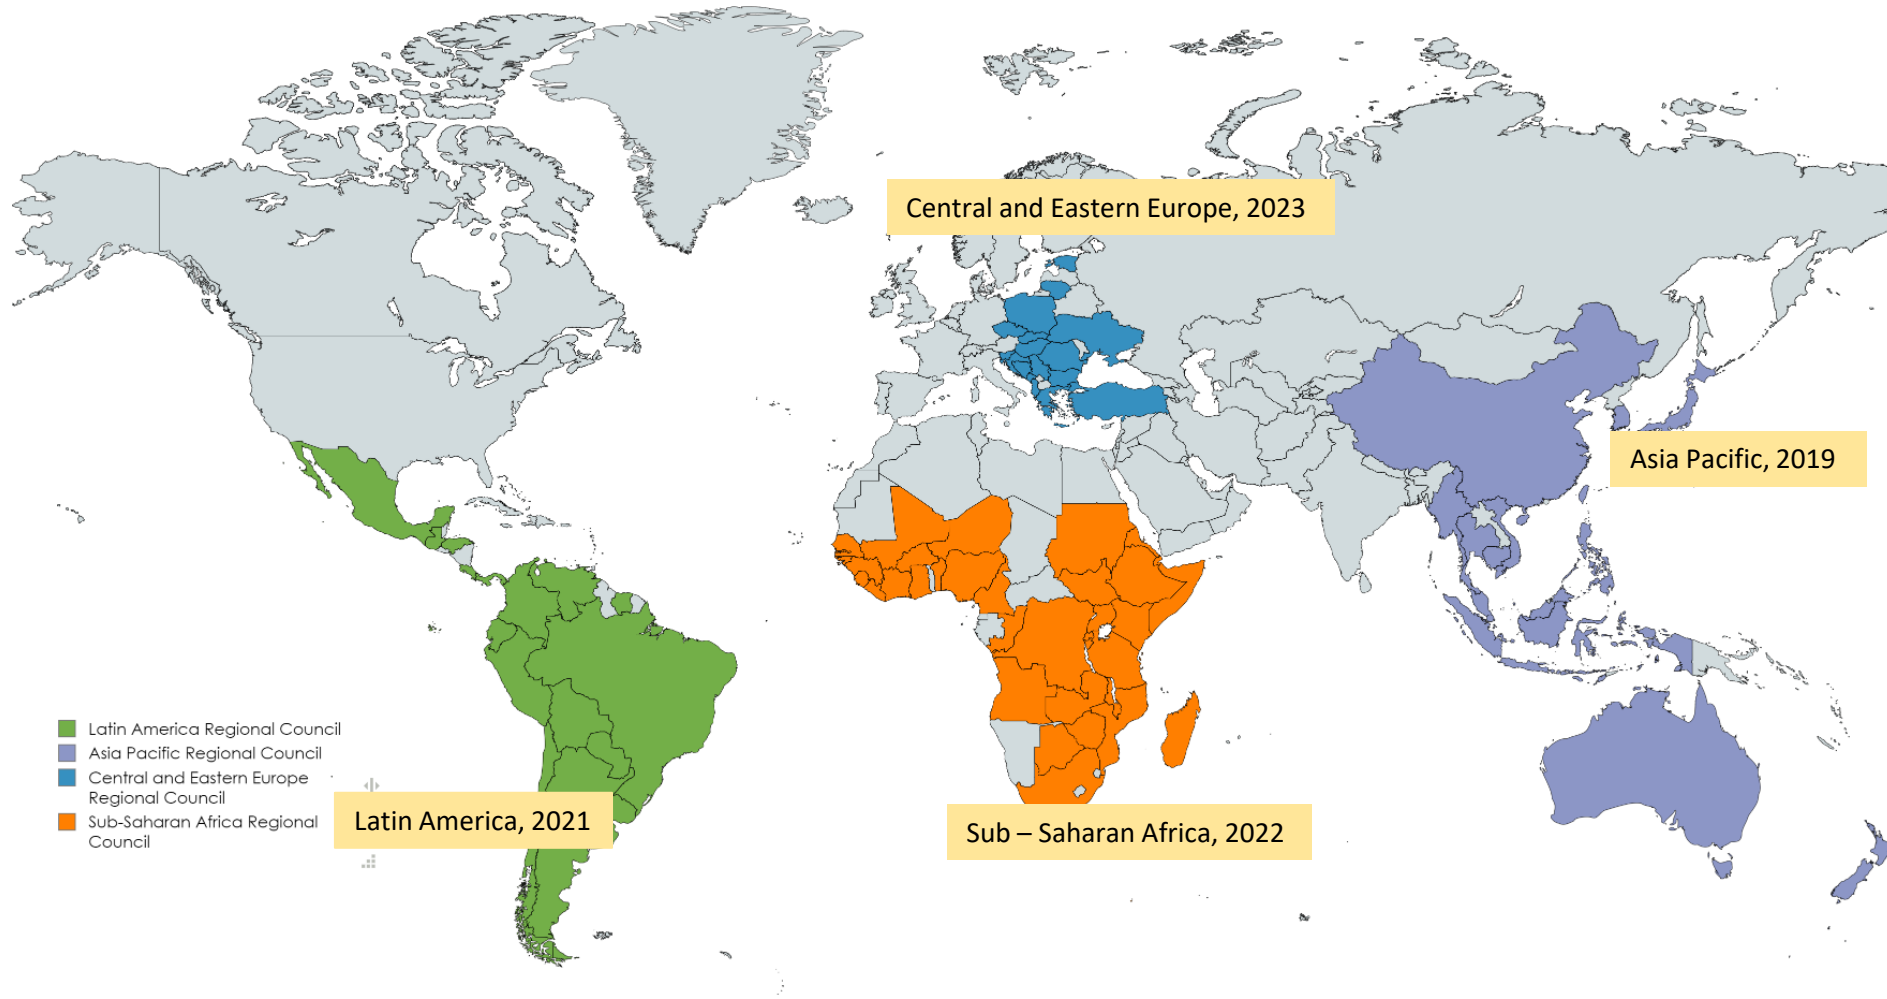 Central and Eastern Europe, 2023
Asia Pacific, 2019
Latin America Regional Council
Asia Pacific Regional Council
Central and Eastern Europe
Regional Council
Sub-Saharan Africa Regional
Council
Latin America, 2021
Sub – Saharan Africa, 2022